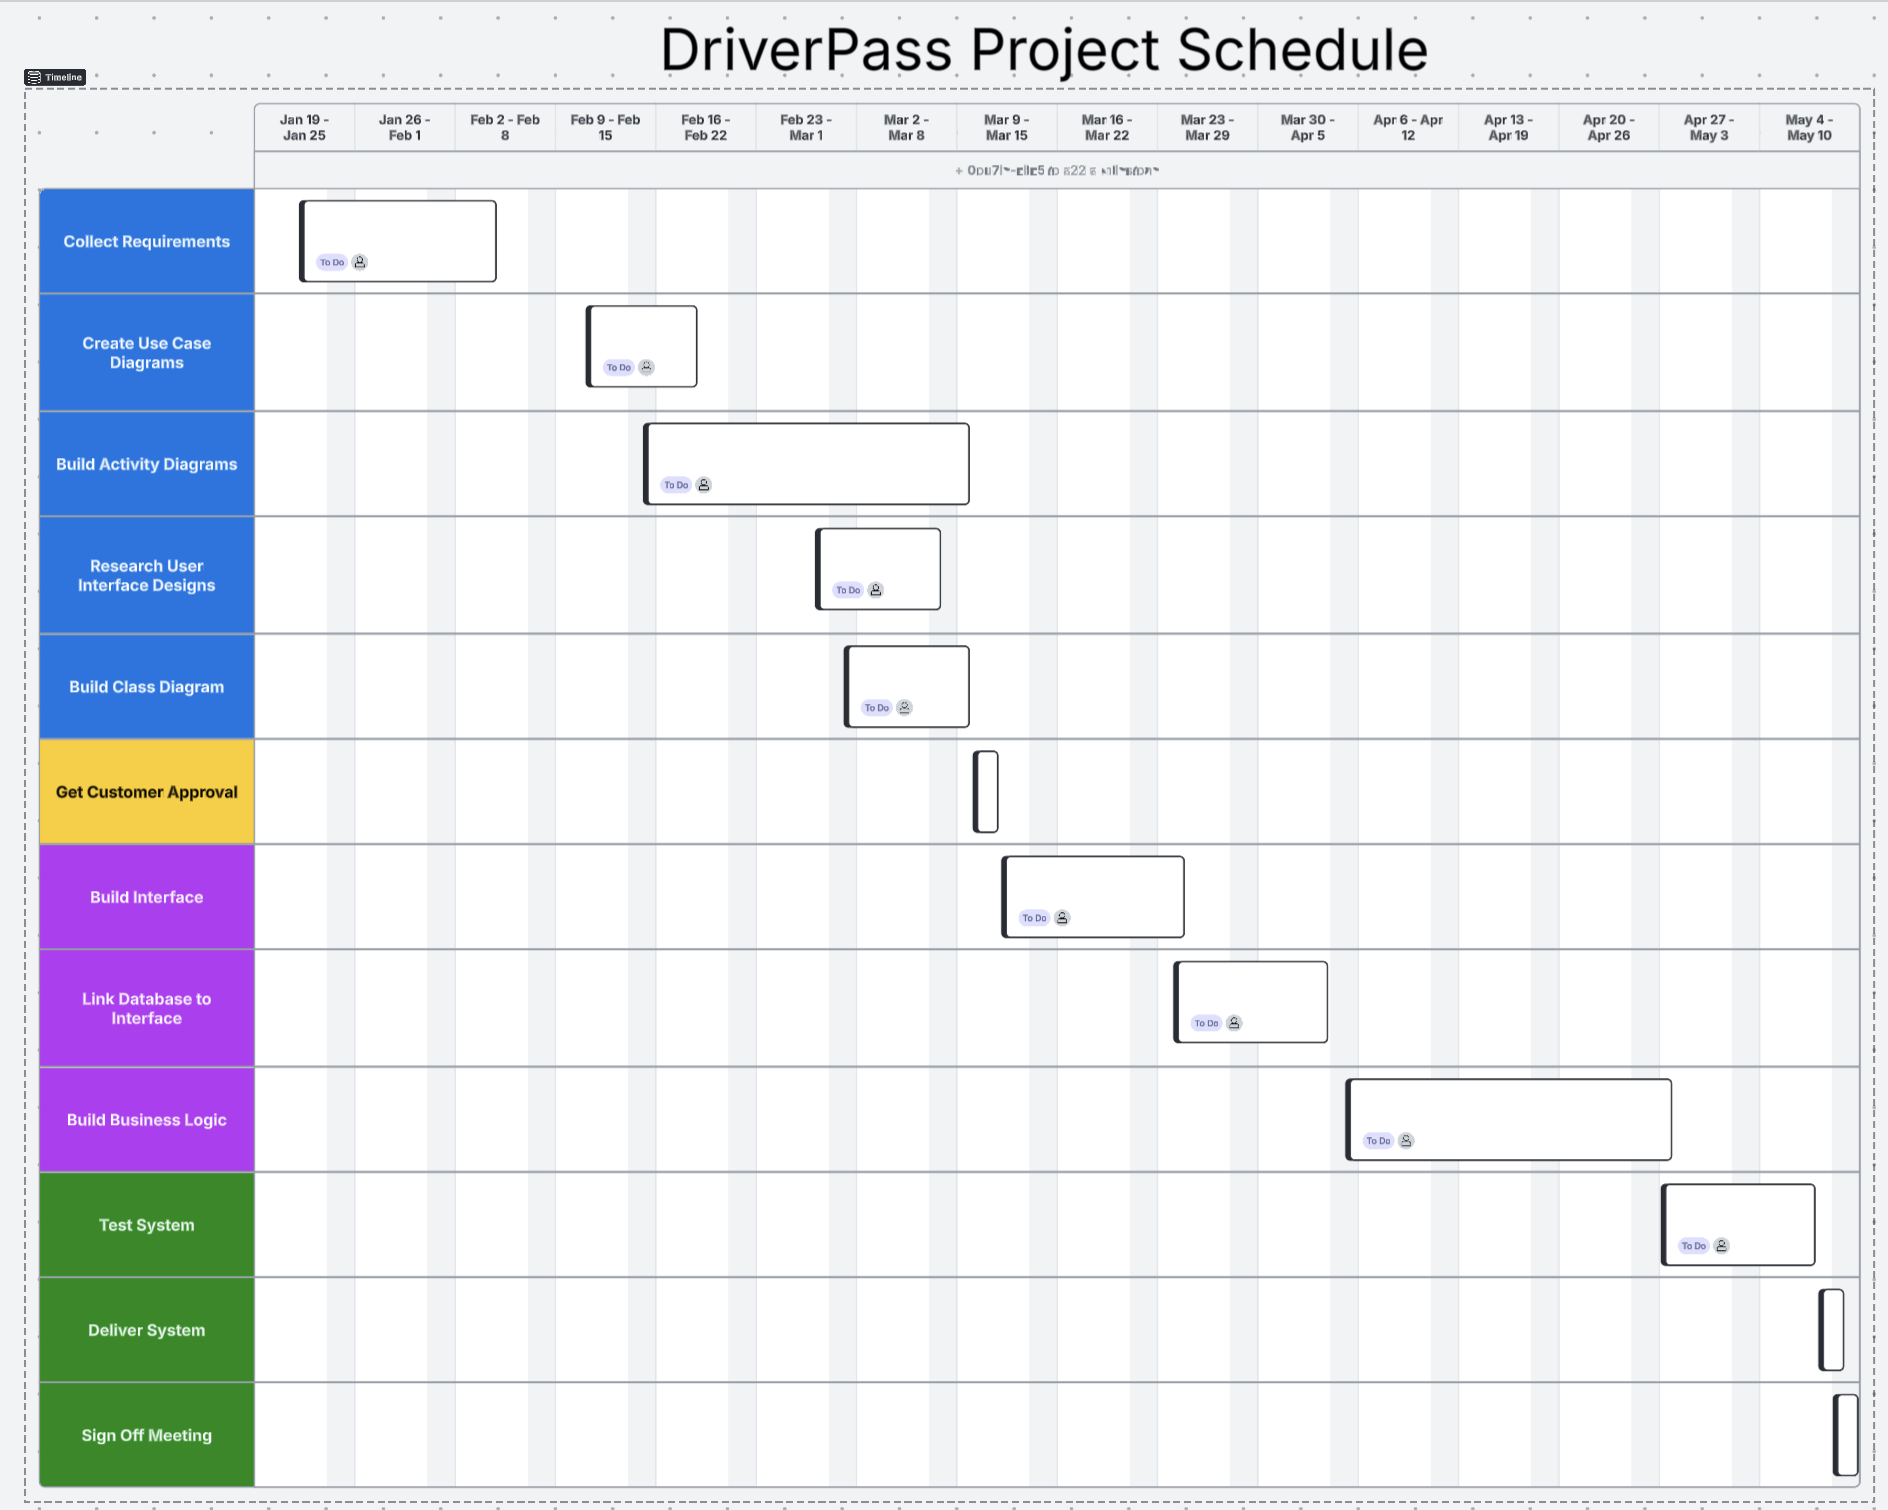 DriverPass Project Schedule
Timeline
Jan 19 -
Jan 25
Jan 26 -
Feb 1
Feb 2 - Feb
8
Feb 9 - Feb
15
Feb 16 -
Feb 22
Feb 23 -
Mar 1
Mar 2 -
Mar 8
Mar 9 -
Mar 15
Mar 16 -
Mar 22
Mar 23 -
Mar 29
Mar 30 -
Apr 5
Apr 6 - Apr
12
Apr 13 -
Apr 19
Apr 20 -
Apr 26
Apr 27 -
May 3
May 4 -
May 10
Collect Requirements
To Do
Create Use Case
Diagrams
To Do
Build Activity Diagrams
To Do
Research User
Interface Designs
To Do
Build Class Diagram
To Do
Get Customer Approval
Build Interface
To Do
Link Database to
Interface
To Do
Build Business Logic
To Do
Test System
To Do
Deliver System
Sign Off Meeting